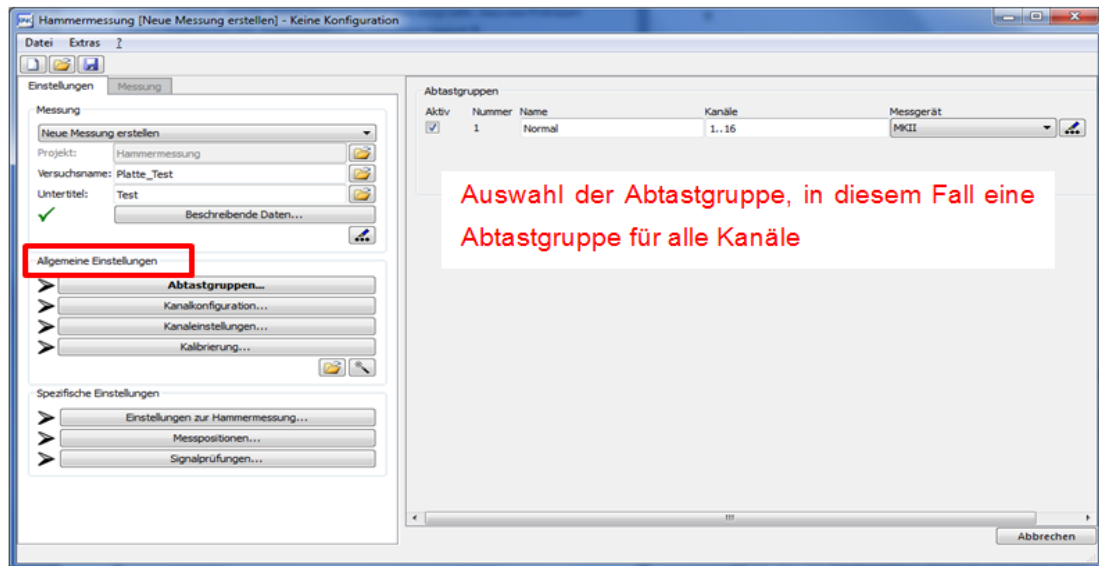 Hammermessung [Neue Messung erstellen] - Keine Konfiguration
Datei Extras ?
Einstellungen Messung
Messung
Neue Messung erstellen
Projekt: Hammermessung
Versuchsname: Platte_Test
Untertitel: Test
Beschreibende Daten...
Allgemeine Einstellungen
Abtastgruppen...
Kanalkonfiguration...
Kanaleinstellungen...
Kalibrierung...
Spezifische Einstellungen
Einstellungen zur Hammermessung...
Messpositionen...
Signalprüfungen...
Abtastgruppen
Aktiv Nummer Name Kanäle Messgerät
1 Normal 1..16 MKII
Auswahl der Abtastgruppe, in diesem Fall eine
Abtastgruppe für alle Kanäle
Abbrechen